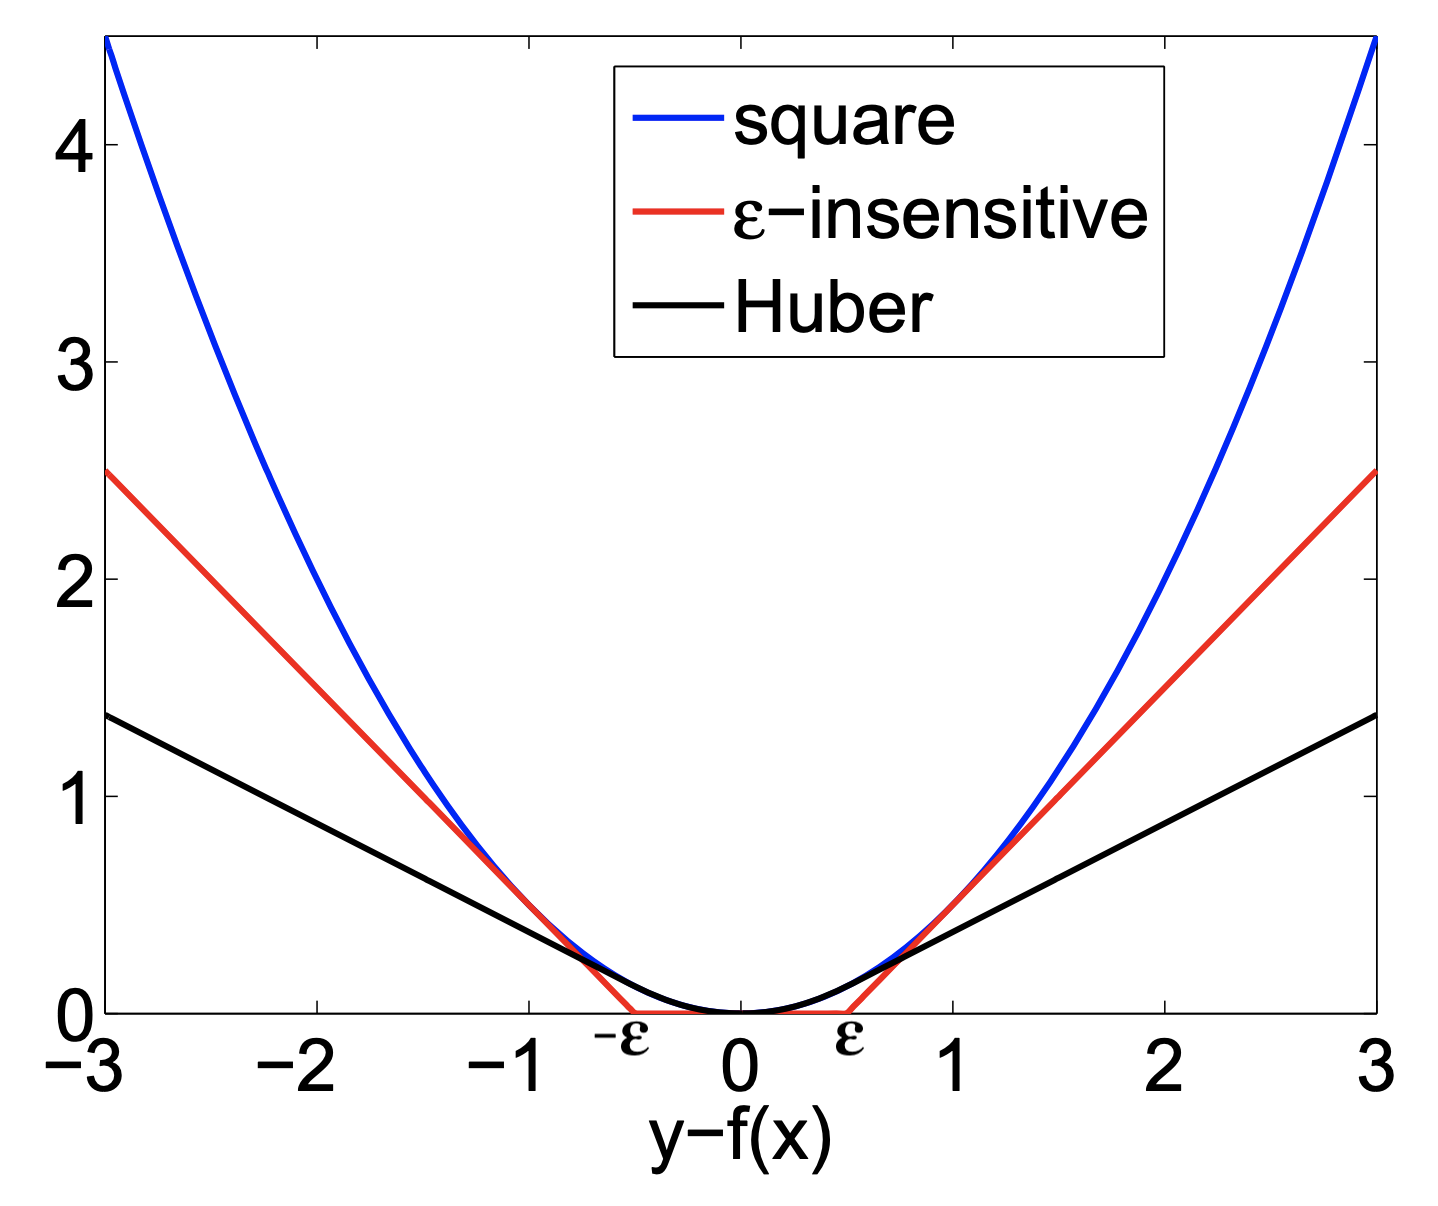 square
ε−insensitive
Huber
4
3
2
1
0
−ε ε
−3 −2 −1 0 1 2 3
y−f(x)